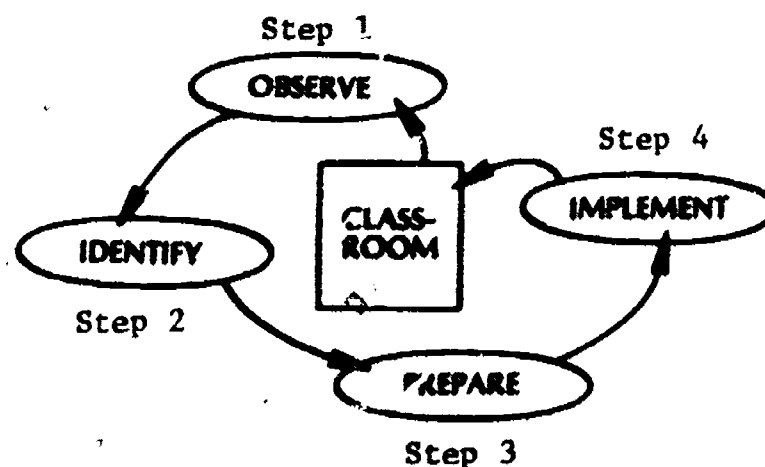 Step 1
OBSERVE
Step 4
IMPLEMENT
CLASS-
ROOM
IDENTIFY
Step 2
PREPARE
Step 3